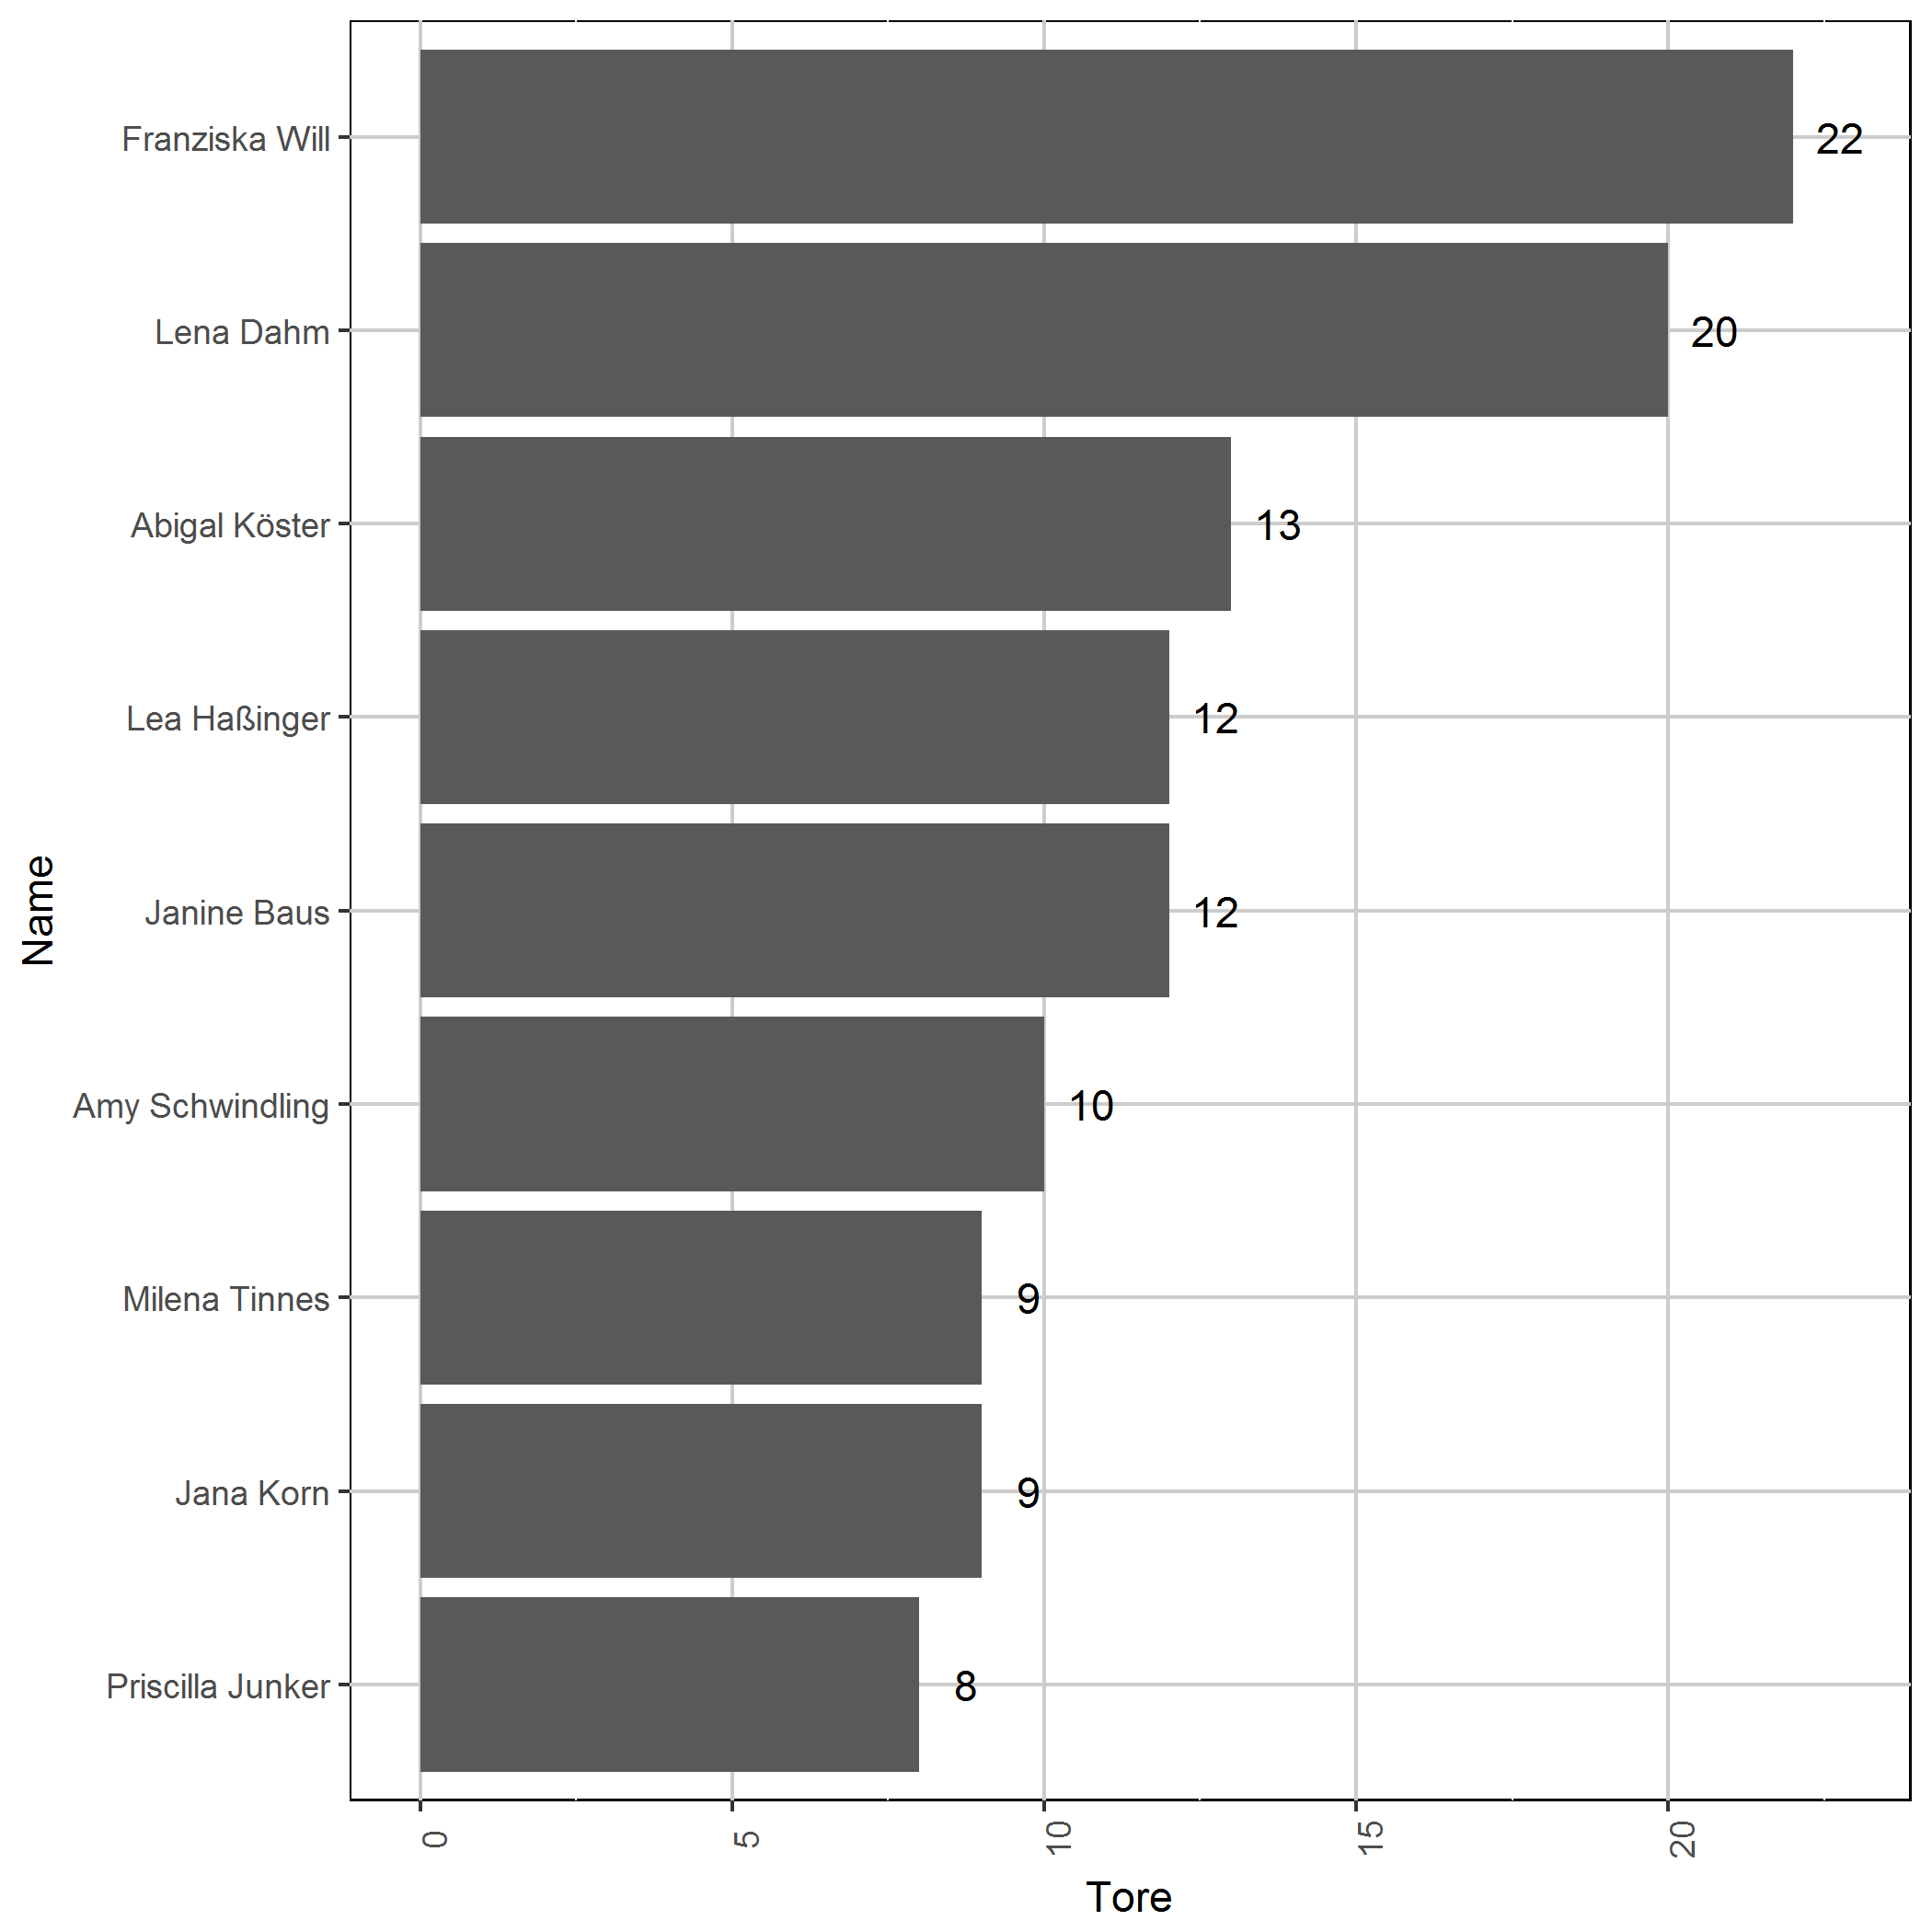 Franziska Will
22
Lena Dahm
20
Abigal Köster
13
Lea Haßinger
12
Janine Baus
12
Name
Amy Schwindling
10
Milena Tinnes
9
Jana Korn
9
Priscilla Junker
8
0 5 10 15 20
Tore